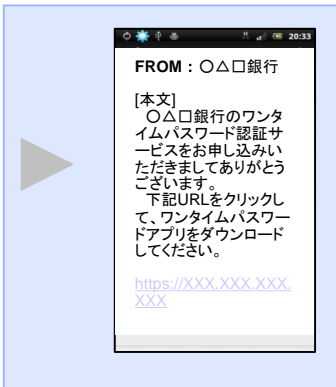 20:33
FROM：〇△□銀行
[本文]
　〇△□銀行のワンタ
イムパスワード認証サ
ービスをお申し込みい
ただきましてありがとう
ございます。
　下記URLをクリックし
て、ワンタイムパスワー
ドアプリをダウンロード
してください。
https://XXX.XXX.XXX.
XXX